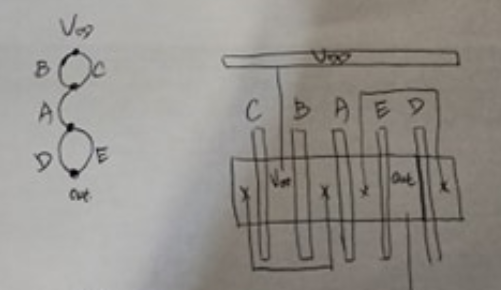 VDD
B C
A
D E
out
VDD
C B A E D
x VDD x x out x